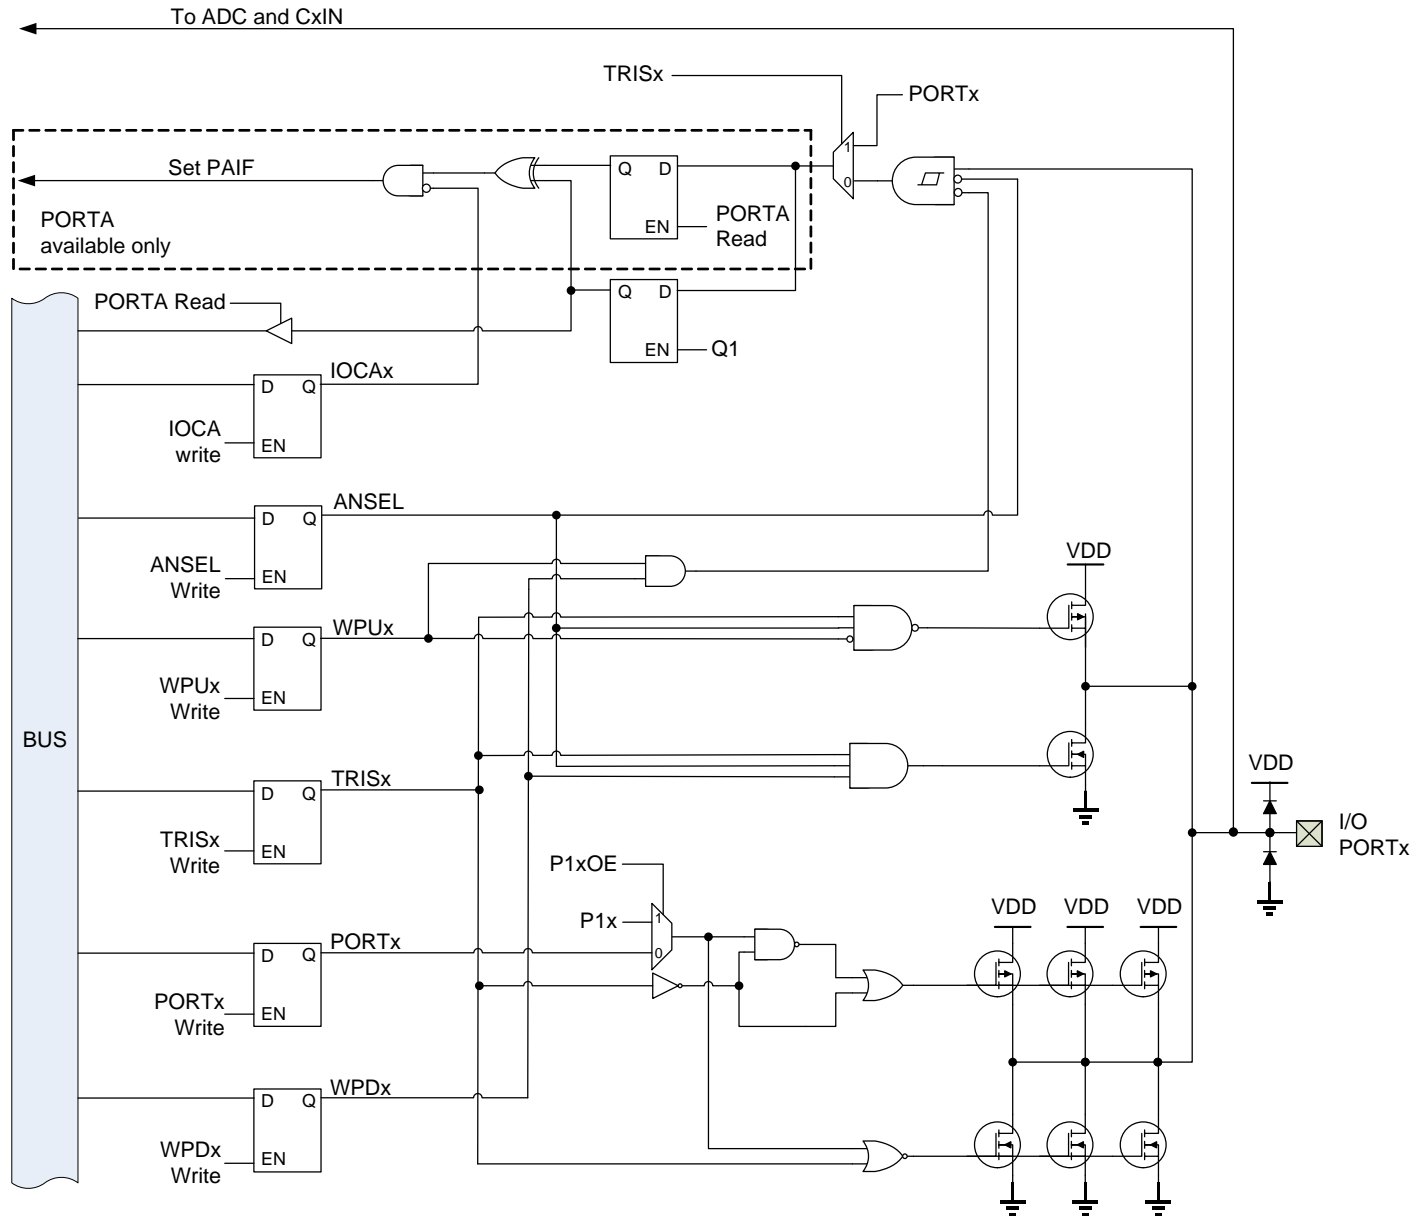 To ADC and CxIN
TRISx
PORTx
1
0
Set PAIF
Q D
EN
PORTA
Read
PORTA
available only
Q D
EN
Q1
PORTA Read
D Q
EN
IOCAx
IOCA
write
D Q
EN
ANSEL
ANSEL
Write
VDD
D Q
EN
WPUx
WPUx
Write
BUS
D Q
EN
TRISx
TRISx
Write
VDD
I/O
PORTx
P1xOE
P1x
1
0
VDD VDD VDD
D Q
EN
PORTx
PORTx
Write
D Q
EN
WPDx
WPDx
Write